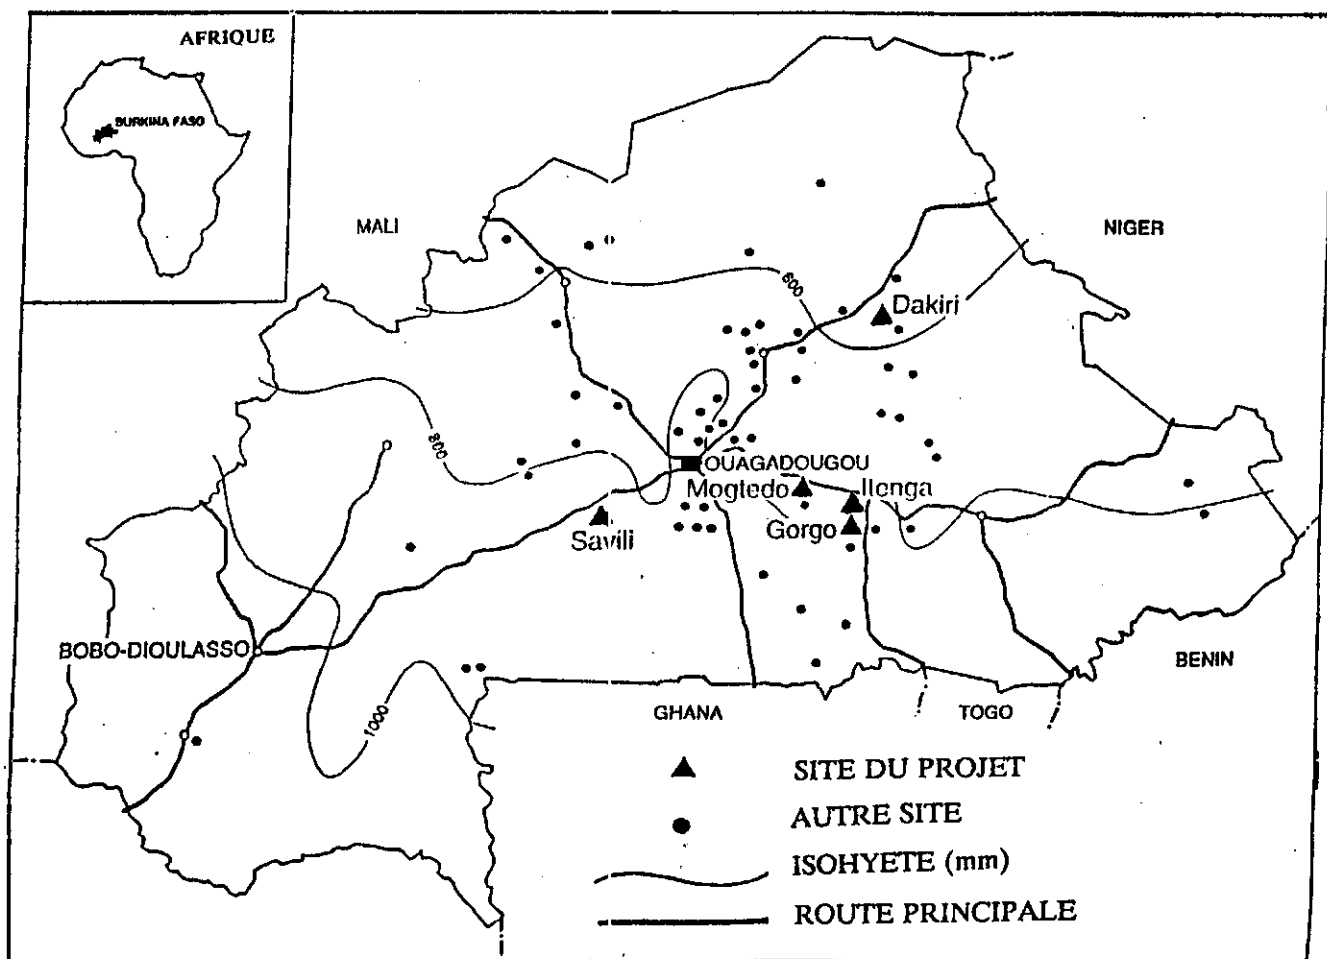 AFRIQUE
BURKINA FASO
MALI
NIGER
600
Dakiri
800
OUAGADOUGOU
Mogtedo
Itenga
Savili
Gorgo
BOBO-DIOULASSO
BENIN
1000
GHANA
TOGO
SITE DU PROJET
AUTRE SITE
ISOHYETE (mm)
ROUTE PRINCIPALE